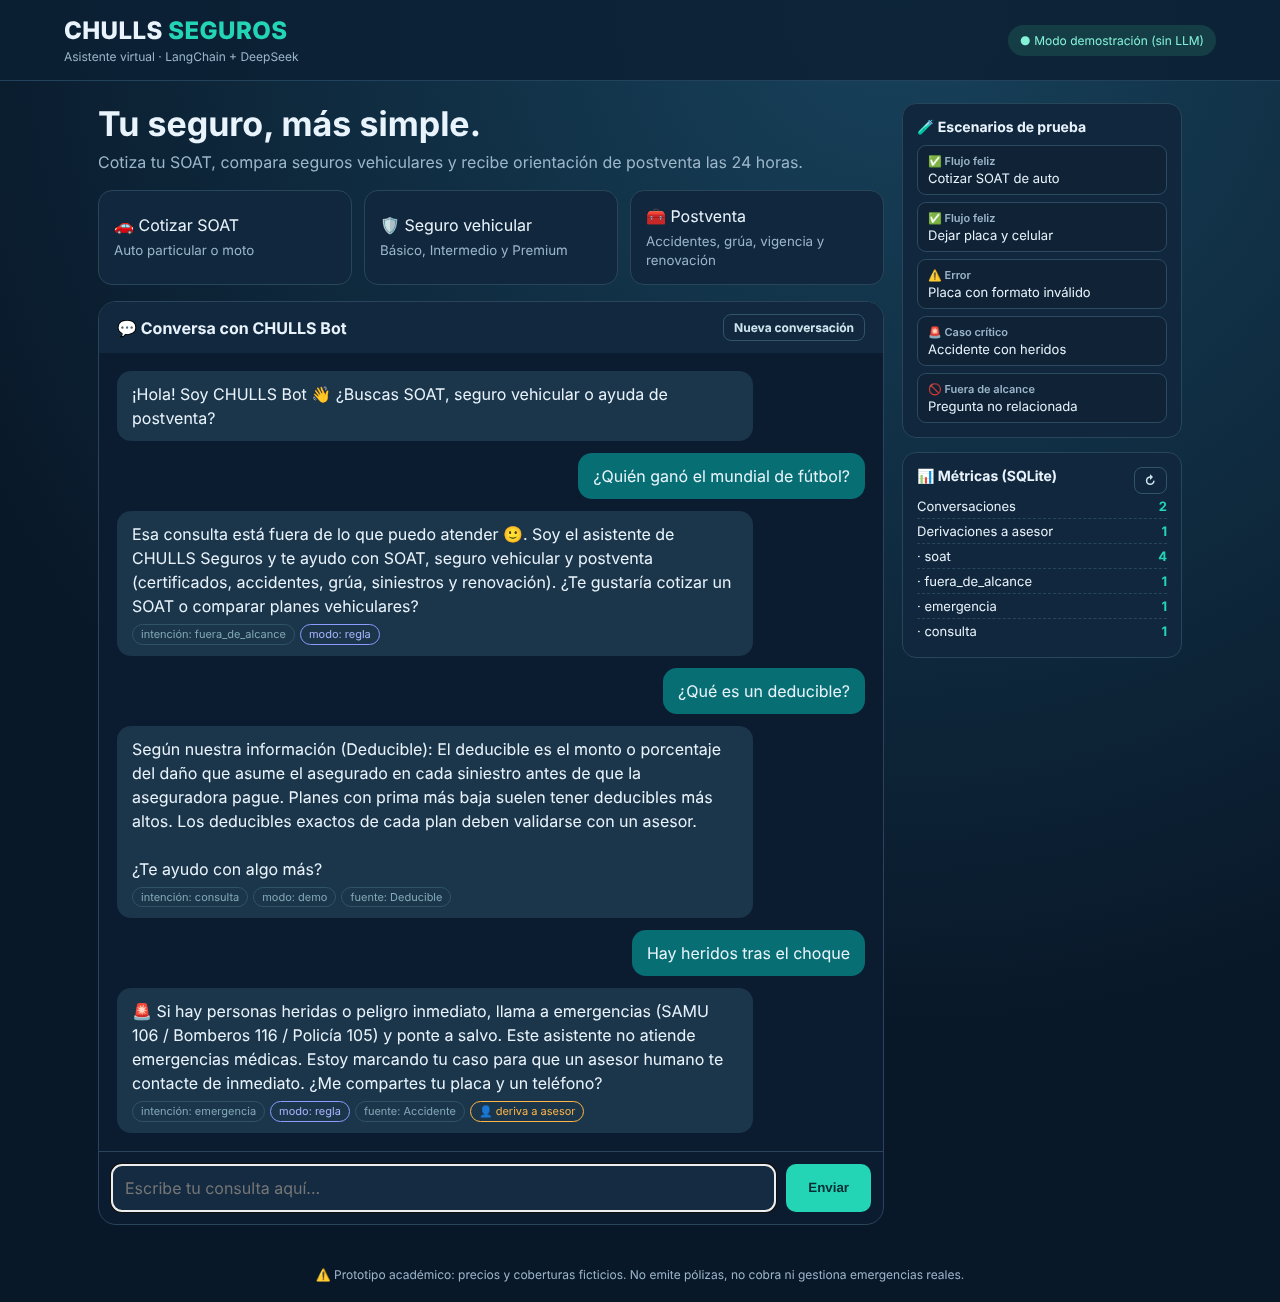 CHULLS SEGUROS
Asistente virtual · LangChain + DeepSeek
● Modo demostración (sin LLM)
Tu seguro, más simple.
Cotiza tu SOAT, compara seguros vehiculares y recibe orientación de postventa las 24 horas.
🚗 Cotizar SOAT
Auto particular o moto
🛡️ Seguro vehicular
Básico, Intermedio y Premium
🧰 Postventa
Accidentes, grúa, vigencia y
renovación
💬 Conversa con CHULLS Bot
Nueva conversación
¡Hola! Soy CHULLS Bot 👋 ¿Buscas SOAT, seguro vehicular o ayuda de
postventa?
¿Quién ganó el mundial de fútbol?
Esa consulta está fuera de lo que puedo atender 🙂. Soy el asistente de
CHULLS Seguros y te ayudo con SOAT, seguro vehicular y postventa
(certificados, accidentes, grúa, siniestros y renovación). ¿Te gustaría cotizar un
SOAT o comparar planes vehiculares?
intención: fuera_de_alcance
modo: regla
¿Qué es un deducible?
Según nuestra información (Deducible): El deducible es el monto o porcentaje
del daño que asume el asegurado en cada siniestro antes de que la
aseguradora pague. Planes con prima más baja suelen tener deducibles más
altos. Los deducibles exactos de cada plan deben validarse con un asesor.
¿Te ayudo con algo más?
intención: consulta
modo: demo
fuente: Deducible
Hay heridos tras el choque
🚨 Si hay personas heridas o peligro inmediato, llama a emergencias (SAMU
106 / Bomberos 116 / Policía 105) y ponte a salvo. Este asistente no atiende
emergencias médicas. Estoy marcando tu caso para que un asesor humano te
contacte de inmediato. ¿Me compartes tu placa y un teléfono?
intención: emergencia
modo: regla
fuente: Accidente
👤 deriva a asesor
Escribe tu consulta aquí...
Enviar
🧪 Escenarios de prueba
✅ Flujo feliz
Cotizar SOAT de auto
✅ Flujo feliz
Dejar placa y celular
⚠️ Error
Placa con formato inválido
🚨 Caso crítico
Accidente con heridos
🚫 Fuera de alcance
Pregunta no relacionada
📊 Métricas (SQLite)
↻
Conversaciones 2
Derivaciones a asesor 1
· soat 4
· fuera_de_alcance 1
· emergencia 1
· consulta 1
⚠️ Prototipo académico: precios y coberturas ficticios. No emite pólizas, no cobra ni gestiona emergencias reales.